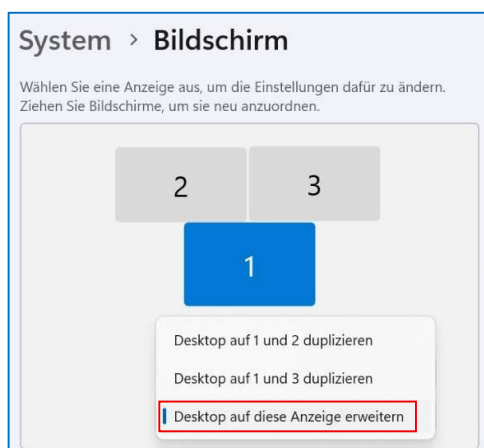 System > Bildschirm
Wählen Sie eine Anzeige aus, um die Einstellungen dafür zu ändern.
Ziehen Sie Bildschirme, um sie neu anzuordnen.
2 3
1
Desktop auf 1 und 2 duplizieren
Desktop auf 1 und 3 duplizieren
Desktop auf diese Anzeige erweitern